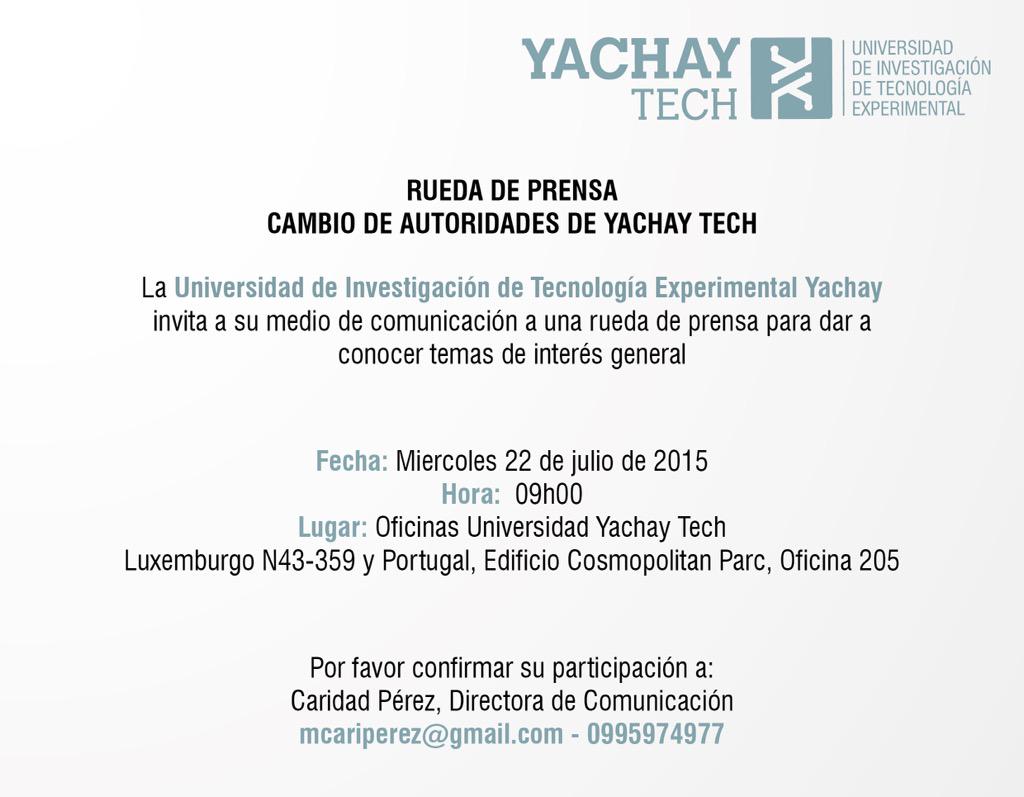 YACHAY
TECH
UNIVERSIDAD
DE INVESTIGACIÓN
DE TECNOLOGÍA
EXPERIMENTAL
RUEDA DE PRENSA
CAMBIO DE AUTORIDADES DE YACHAY TECH
La Universidad de Investigación de Tecnología Experimental Yachay
invita a su medio de comunicación a una rueda de prensa para dar a
conocer temas de interés general
Fecha: Miercoles 22 de julio de 2015
Hora: 09h00
Lugar: Oficinas Universidad Yachay Tech
Luxemburgo N43-359 y Portugal, Edificio Cosmopolitan Parc, Oficina 205
Por favor confirmar su participación a:
Caridad Pérez, Directora de Comunicación
mcariperez@gmail.com - 0995974977